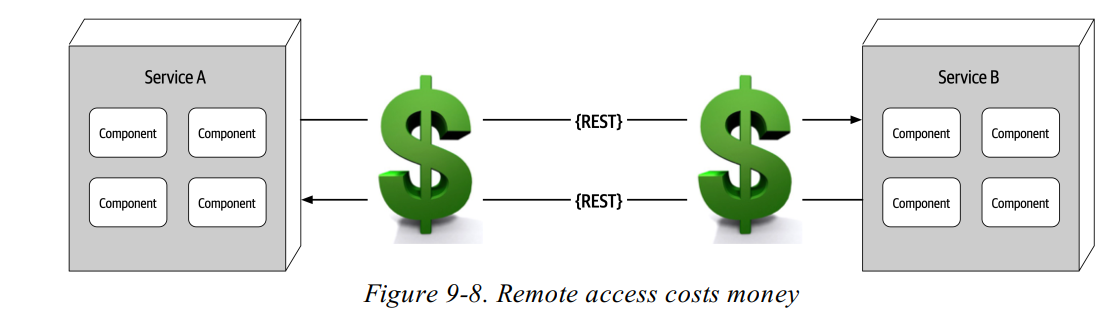 Service A
Component
Component
Component
Component
{REST}
{REST}
Service B
Component
Component
Component
Component
Figure 9-8. Remote access costs money